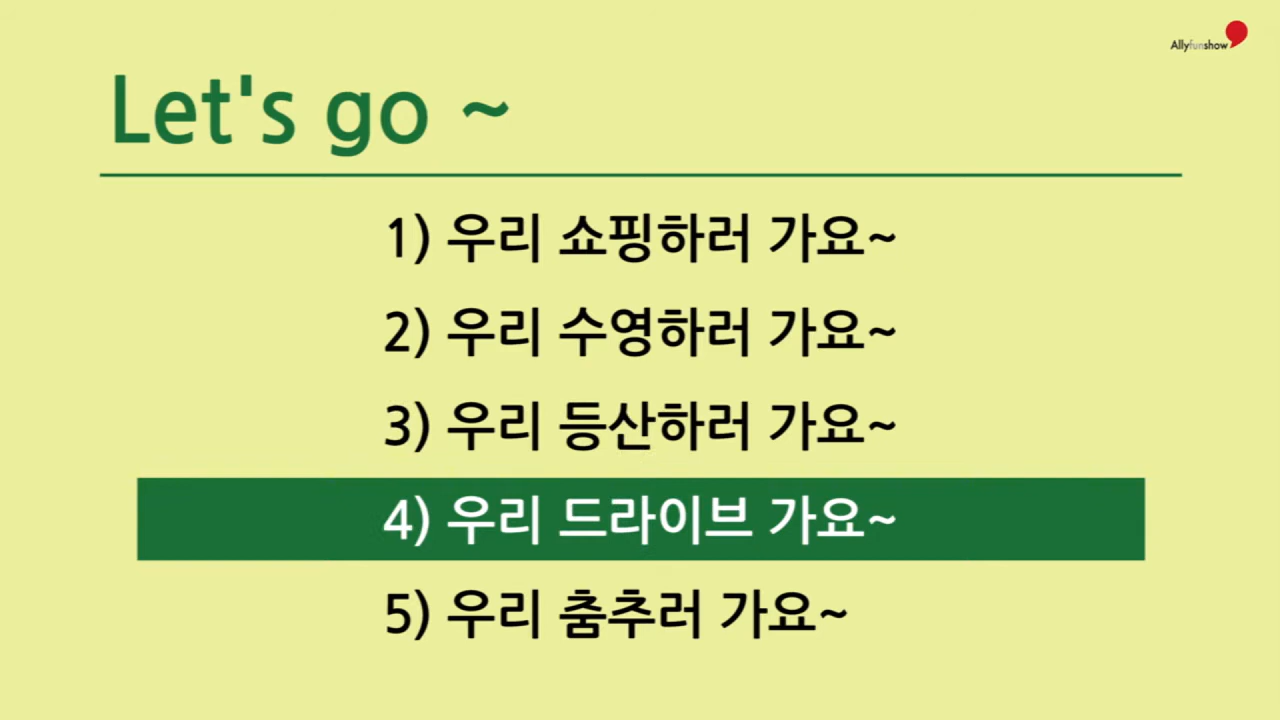 Allyfunshow
Let's go ~
1) 우리 쇼핑하러 가요~
2) 우리 수영하러 가요~
3) 우리 등산하러 가요~
4) 우리 드라이브 가요~
5) 우리 춤추러 가요~